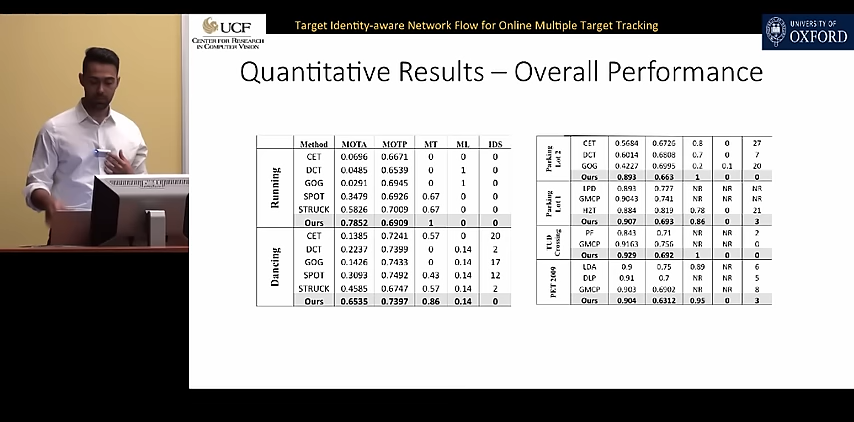 UCF
CENTER FOR RESEARCH
IN COMPUTER VISION
Target Identity-aware Network Flow for Online Multiple Target Tracking
UNIVERSITY OF
OXFORD
Quantitative Results – Overall Performance
Method MOTA MOTP MT ML IDS
Running
CET 0.0696 0.6671 0 0 0
DCT 0.0485 0.6539 0 1 0
GOG 0.0291 0.6945 0 1 0
SPOT 0.3479 0.6926 0.67 0 0
STRUCK 0.5826 0.7009 0.67 0 0
Ours 0.7852 0.6909 1 0 0
Dancing
CET 0.1385 0.7241 0.57 0 20
DCT 0.2237 0.7399 0 0.14 2
GOG 0.1426 0.7433 0 0.14 17
SPOT 0.3093 0.7492 0.43 0.14 12
STRUCK 0.4585 0.6747 0.57 0.14 2
Ours 0.6535 0.7397 0.86 0.14 0
Parking
Lot 2
CET 0.5684 0.6726 0.8 0 27
DCT 0.6014 0.6808 0.7 0 7
GOG 0.4227 0.6995 0.2 0.1 20
Ours 0.893 0.663 1 0 0
Parking
Lot 1
LPD 0.893 0.777 NR NR NR
GMCP 0.9043 0.741 NR NR NR
H2T 0.884 0.819 0.78 0 21
Ours 0.907 0.693 0.86 0 3
TUD
Crossing
PF 0.843 0.71 NR NR 2
GMCP 0.9163 0.756 NR NR 0
Ours 0.929 0.692 1 0 0
PET 2009
LDA 0.9 0.75 0.89 NR 6
DLP 0.91 0.7 NR NR 5
GMCP 0.903 0.6902 NR NR 8
Ours 0.904 0.6312 0.95 0 3